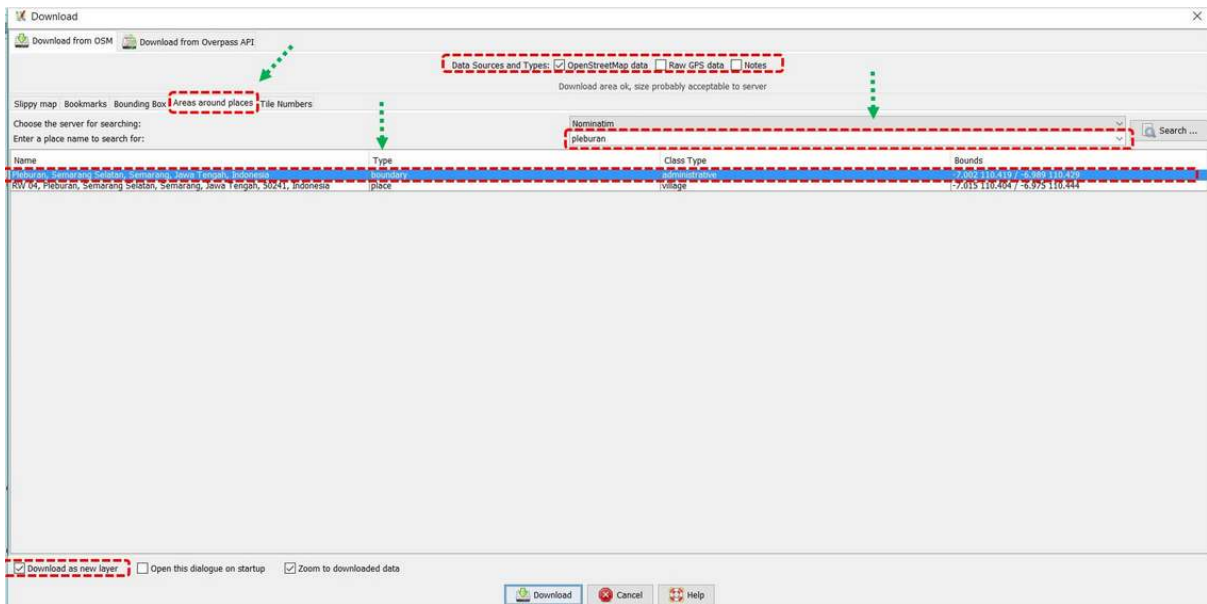 Download
Download from OSM Download from Overpass API
Data Sources and Types: OpenStreetMap data Raw GPS data Notes
Download area ok, size probably acceptable to server
Slippy map Bookmarks Bounding Box Areas around places Tile Numbers
Choose the server for searching: Nominatim
Enter a place name to search for: pleburan Search ...
Name Type Class Type Bounds
Pleburan, Semarang Selatan, Semarang, Jawa Tengah, Indonesia boundary administrative -7.002 110.419 / -6.989 110.429
RW 04, Pleburan, Semarang Selatan, Semarang, Jawa Tengah, 50241, Indonesia place village -7.015 110.404 / -6.975 110.444
Download as new layer Open this dialogue on startup Zoom to downloaded data
Download Cancel Help